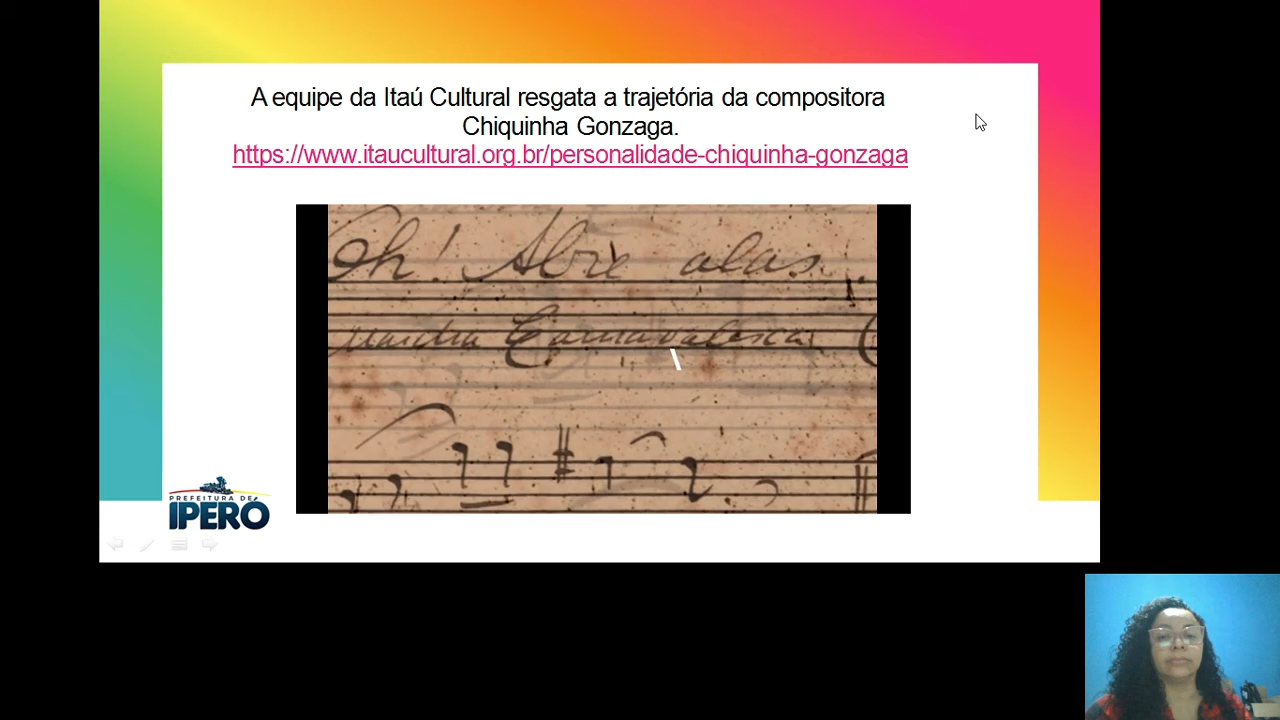 A equipe da Itaú Cultural resgata a trajetória da compositora
Chiquinha Gonzaga.
https://www.itaucultural.org.br/personalidade-chiquinha-gonzaga
Oh! Abre alas
Marcha Carnavalesca (
PREFEITURA DE
IPERÓ